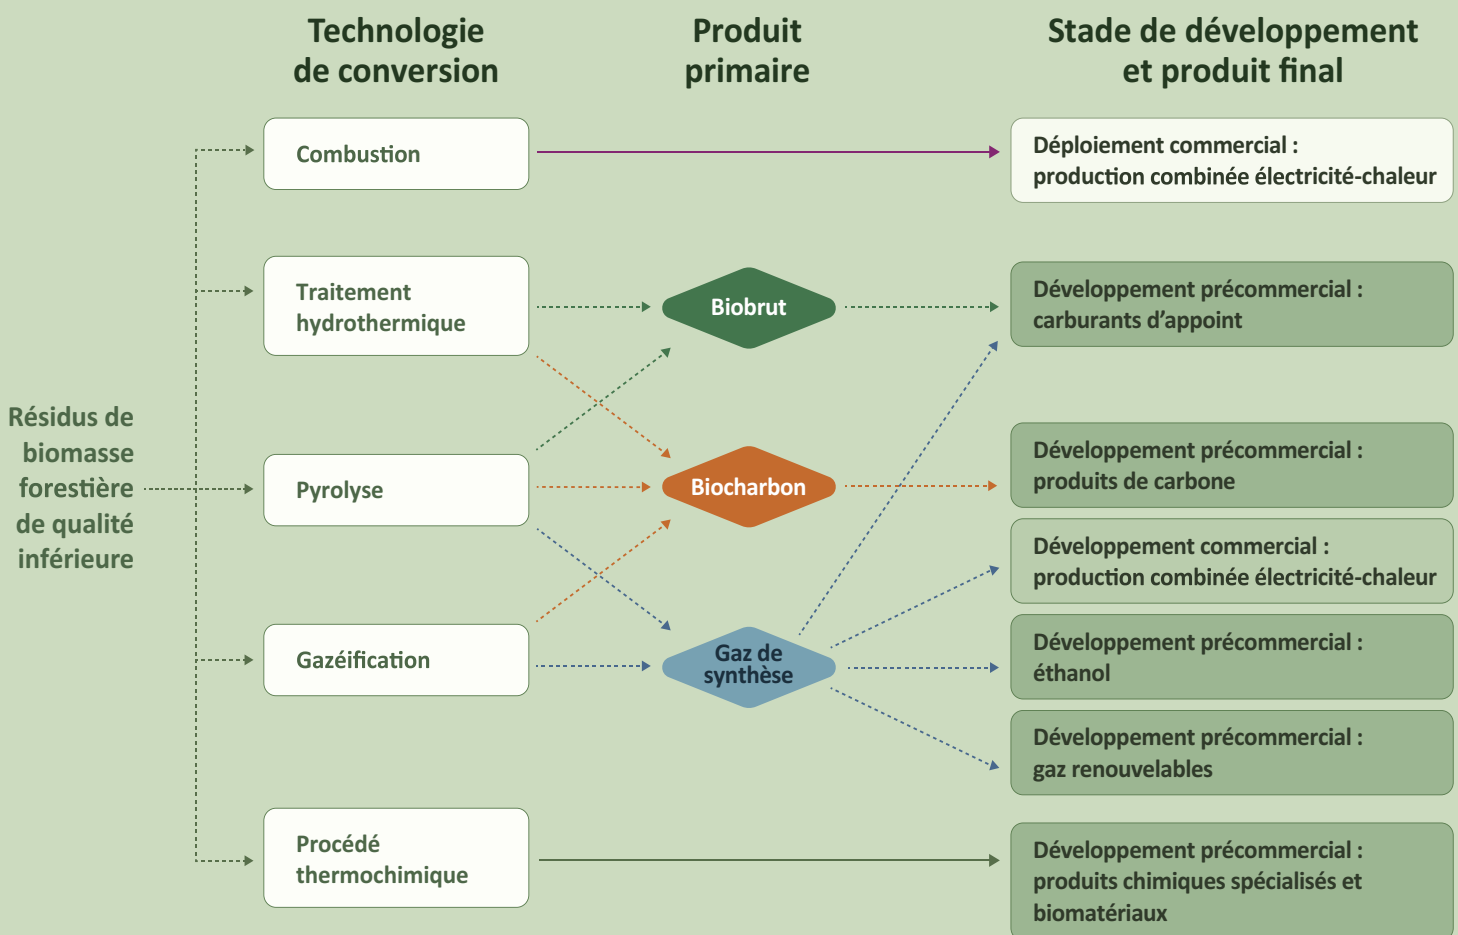 Technologie
de conversion
Produit
primaire
Stade de développement
et produit final
Résidus de
biomasse
forestière
de qualité
inférieure
Combustion
Déploiement commercial :
production combinée électricité-chaleur
Traitement
hydrothermique
Biobrut
Développement précommercial :
carburants d’appoint
Pyrolyse
Biocharbon
Développement précommercial :
produits de carbone
Développement commercial :
production combinée électricité-chaleur
Gazéification
Gaz de
synthèse
Développement précommercial :
éthanol
Développement précommercial :
gaz renouvelables
Procédé
thermochimique
Développement précommercial :
produits chimiques spécialisés et
biomatériaux